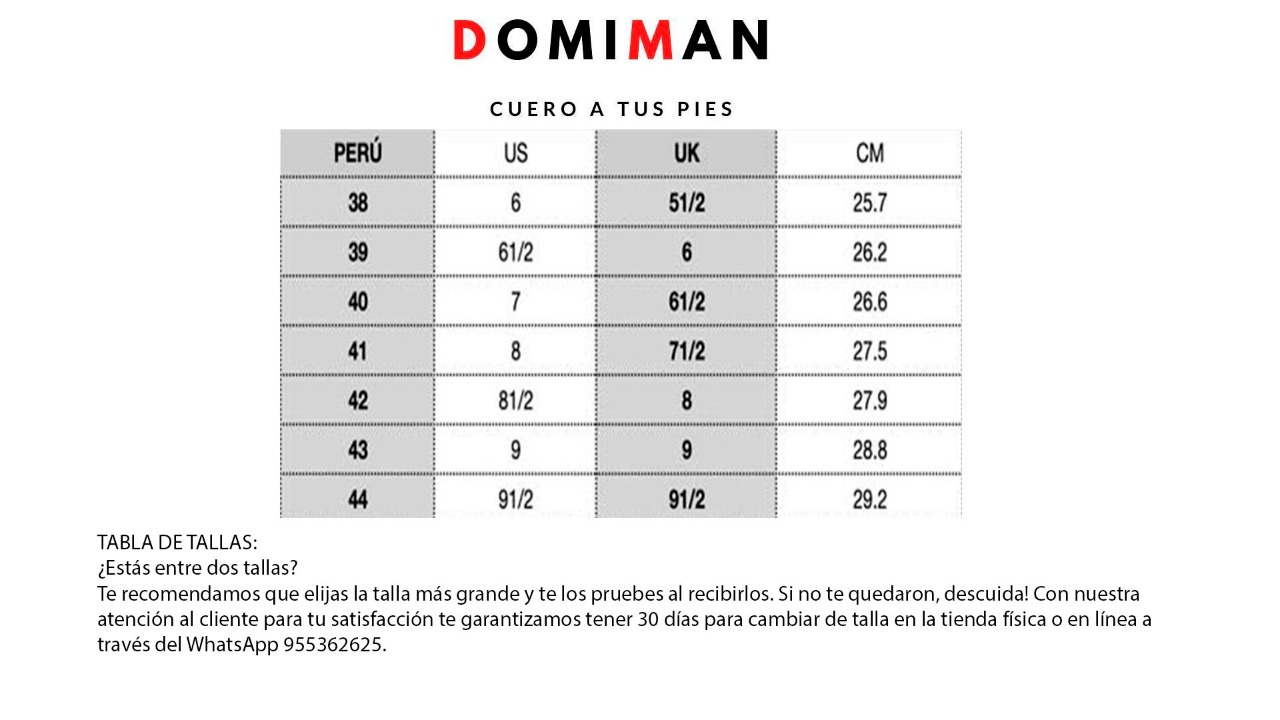 DOMIMAN
CUERO A TUS PIES
PERÚ US UK CM
38 6 51/2 25.7
39 61/2 6 26.2
40 7 61/2 26.6
41 8 71/2 27.5
42 81/2 8 27.9
43 9 9 28.8
44 91/2 91/2 29.2
TABLA DE TALLAS:
¿Estás entre dos tallas?
Te recomendamos que elijas la talla más grande y te los pruebes al recibirlos. Si no te quedaron, descuida! Con nuestra
atención al cliente para tu satisfacción te garantizamos tener 30 días para cambiar de talla en la tienda física o en línea a
través del WhatsApp 955362625.